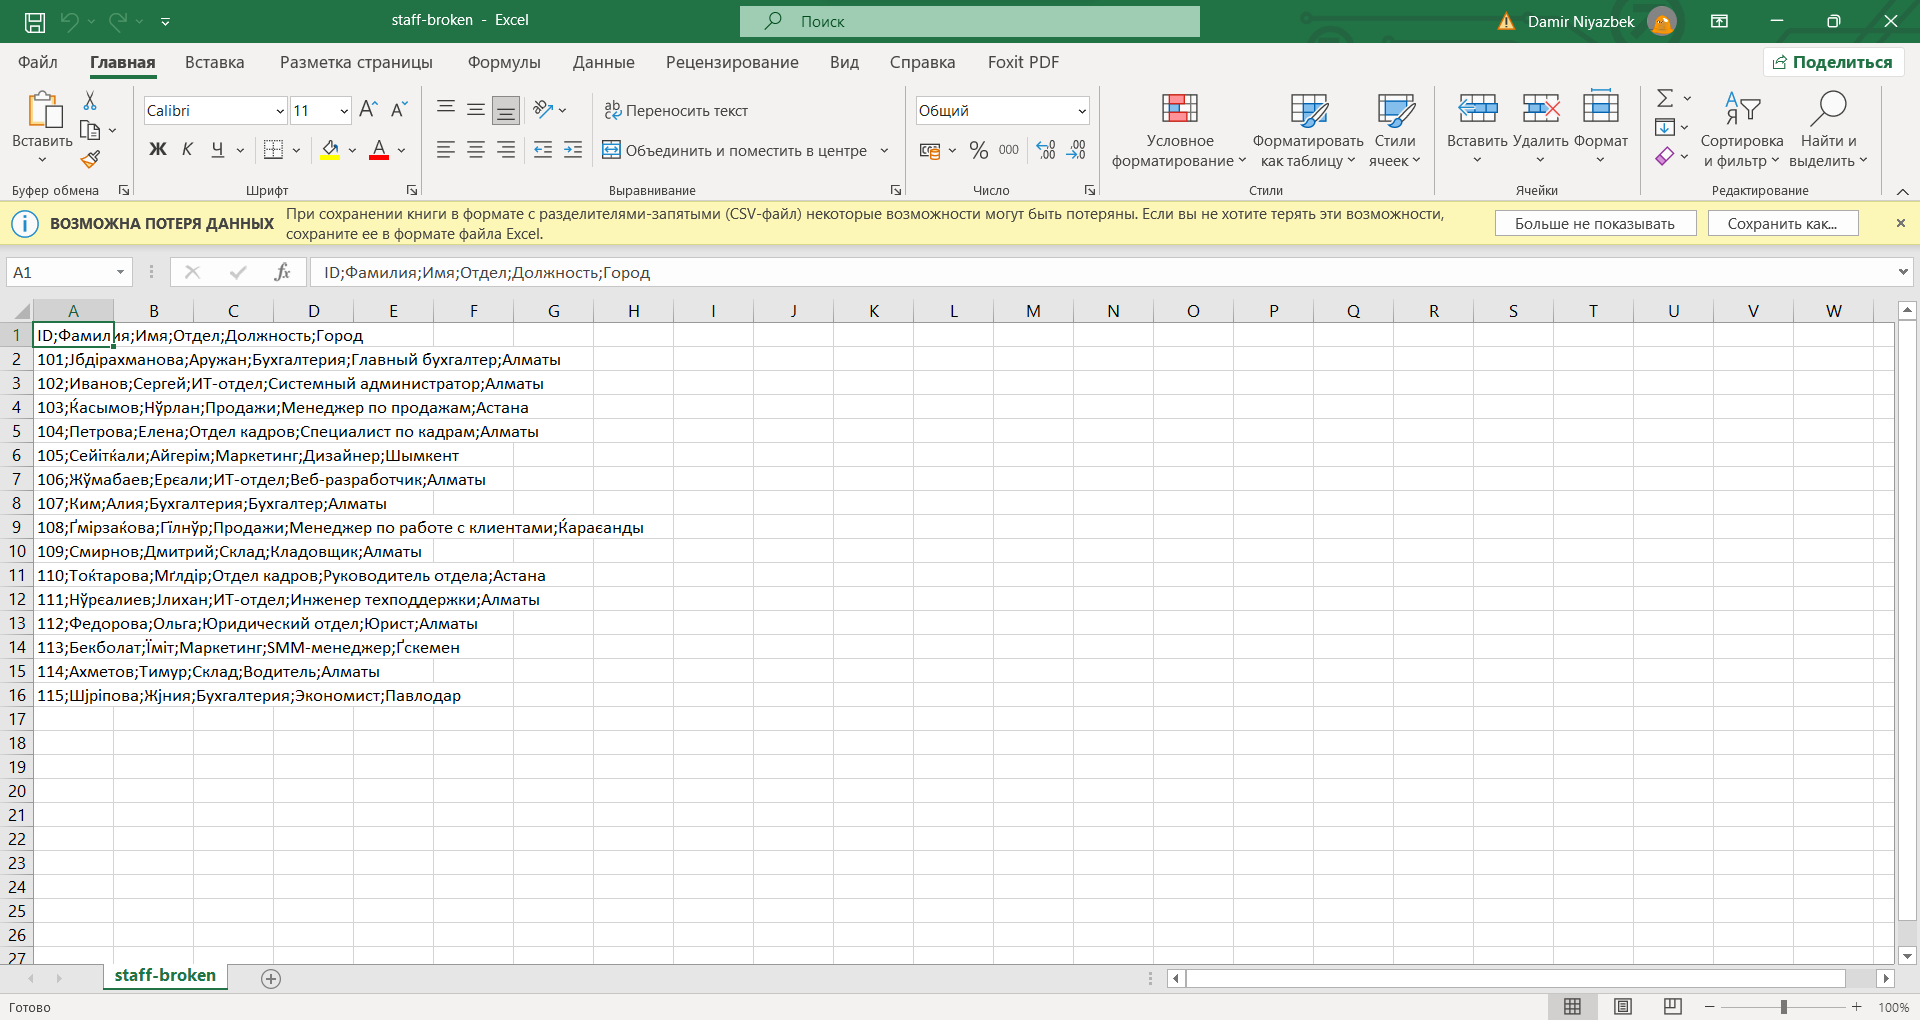 staff-broken - Excel
Поиск
Damir Niyazbek
Файл Главная Вставка Разметка страницы Формулы Данные Рецензирование Вид Справка Foxit PDF
Поделиться
Вставить
Буфер обмена
Calibri 11
Ж К Ч
Шрифт
Переносить текст
Объединить и поместить в центре
Выравнивание
Общий
% 000
Число
Условное форматирование
Форматировать как таблицу
Стили ячеек
Стили
Вставить Удалить Формат
Ячейки
Сортировка и фильтр
Найти и выделить
Редактирование
ВОЗМОЖНА ПОТЕРЯ ДАННЫХ
При сохранении книги в формате с разделителями-запятыми (CSV-файл) некоторые возможности могут быть потеряны. Если вы не хотите терять эти возможности,
сохраните ее в формате файла Excel.
Больше не показывать
Сохранить как...
A1
fx
ID;Фамилия;Имя;Отдел;Должность;Город
A B C D E F G H I J K L M N O P Q R S T U V W
1 ID;Фамилия;Имя;Отдел;Должность;Город
2 101;Јбдірахманова;Аружан;Бухгалтерия;Главный бухгалтер;Алматы
3 102;Иванов;Сергей;ИТ-отдел;Системный администратор;Алматы
4 103;Ќасымов;Нўрлан;Продажи;Менеджер по продажам;Астана
5 104;Петрова;Елена;Отдел кадров;Специалист по кадрам;Алматы
6 105;Сейітќали;Айгерім;Маркетинг;Дизайнер;Шымкент
7 106;Жўмабаев;Ерєали;ИТ-отдел;Веб-разработчик;Алматы
8 107;Ким;Алия;Бухгалтерия;Бухгалтер;Алматы
9 108;Ґмірзаќова;Гїлнўр;Продажи;Менеджер по работе с клиентами;Ќараєанды
10 109;Смирнов;Дмитрий;Склад;Кладовщик;Алматы
11 110;Тоќтарова;Мґлдір;Отдел кадров;Руководитель отдела;Астана
12 111;Нўрєалиев;Јлихан;ИТ-отдел;Инженер техподдержки;Алматы
13 112;Федорова;Ольга;Юридический отдел;Юрист;Алматы
14 113;Бекболат;Їміт;Маркетинг;SMM-менеджер;Ґскемен
15 114;Ахметов;Тимур;Склад;Водитель;Алматы
16 115;Шјріпова;Жјния;Бухгалтерия;Экономист;Павлодар
17
18
19
20
21
22
23
24
25
26
27
staff-broken
Готово
100%